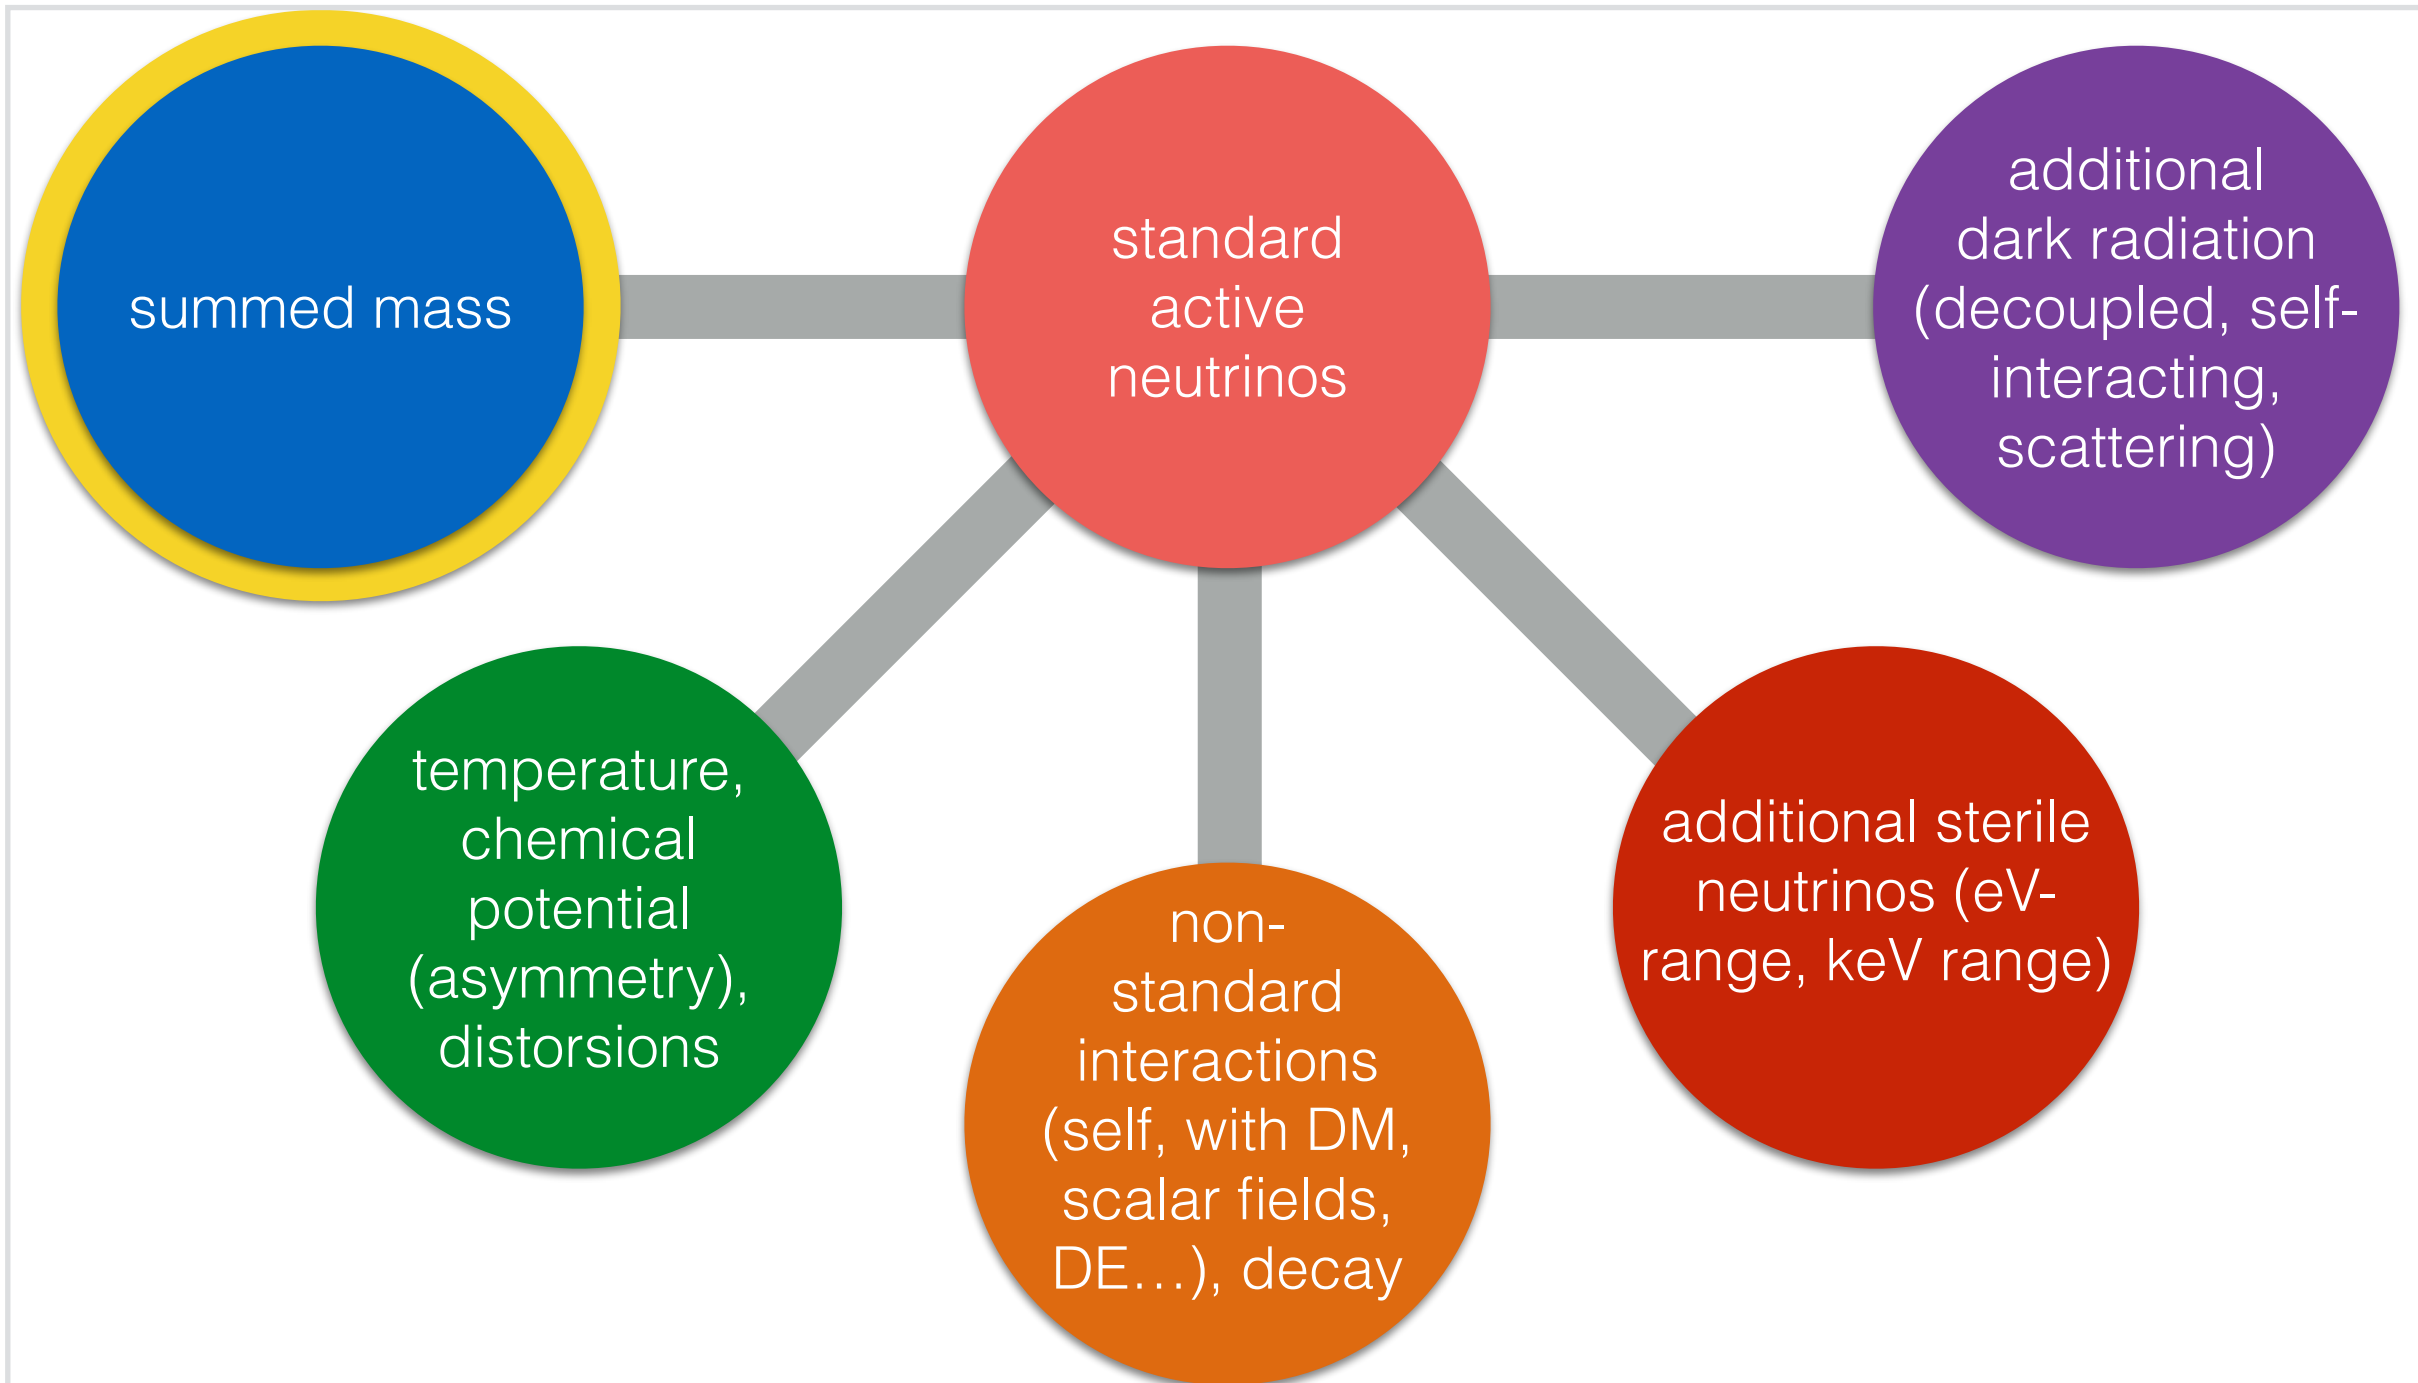 summed mass
standard
active
neutrinos
additional
dark radiation
(decoupled, self-
interacting,
scattering)
temperature,
chemical
potential
(asymmetry),
distorsions
non-
standard
interactions
(self, with DM,
scalar fields,
DE…), decay
additional sterile
neutrinos (eV-
range, keV range)